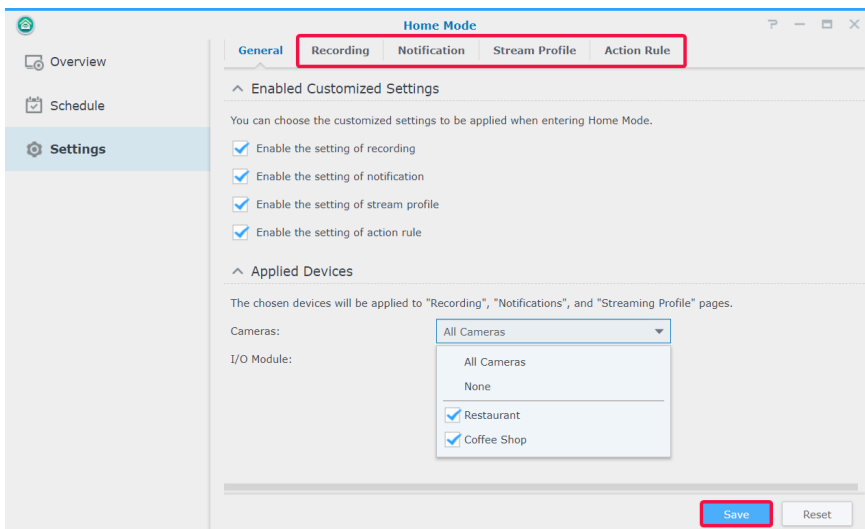 Home Mode
Overview
Schedule
Settings
General Recording Notification Stream Profile Action Rule
Enabled Customized Settings
You can choose the customized settings to be applied when entering Home Mode.
Enable the setting of recording
Enable the setting of notification
Enable the setting of stream profile
Enable the setting of action rule
Applied Devices
The chosen devices will be applied to "Recording", "Notifications", and "Streaming Profile" pages.
Cameras: All Cameras
I/O Module:
All Cameras
None
Restaurant
Coffee Shop
Save Reset